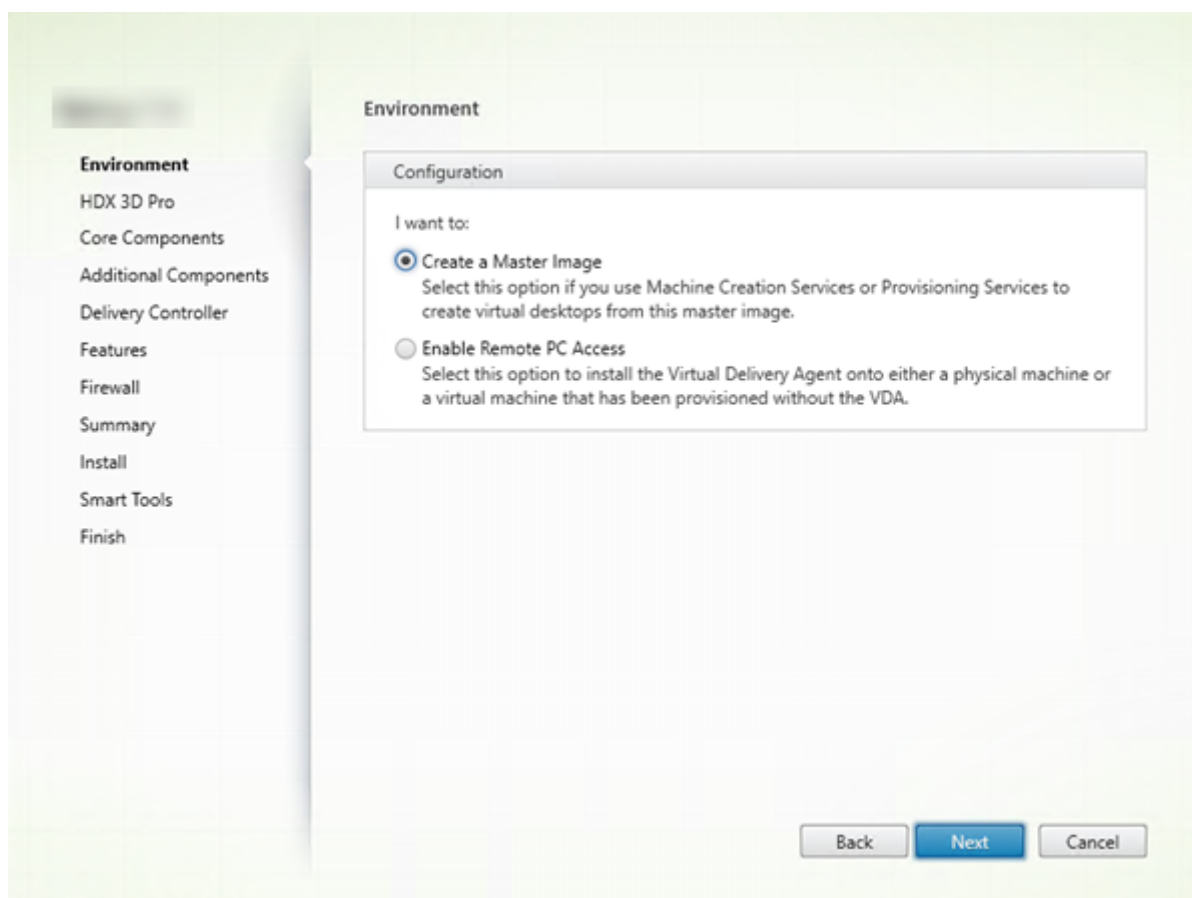 Environment
HDX 3D Pro
Core Components
Additional Components
Delivery Controller
Features
Firewall
Summary
Install
Smart Tools
Finish
Environment
Configuration
I want to:
Create a Master Image
Select this option if you use Machine Creation Services or Provisioning Services to
create virtual desktops from this master image.
Enable Remote PC Access
Select this option to install the Virtual Delivery Agent onto either a physical machine or
a virtual machine that has been provisioned without the VDA.
Back
Next
Cancel